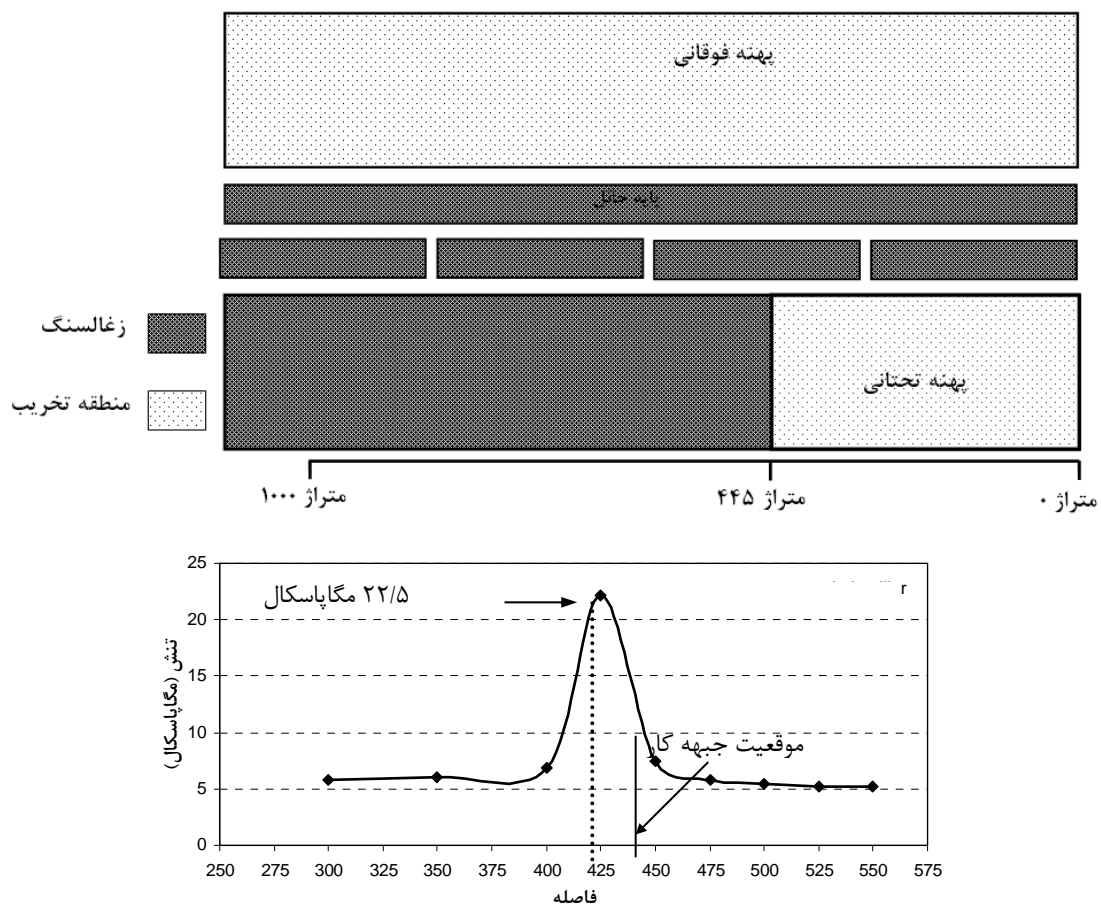 پهنه فوقانی
پایه حائل
زغالسنگ
منطقه تخریب
پهنه تحتانی
متراژ ۱۰۰۰
متراژ ۴۴۵
متراژ ۰
۲۲/۵ مگاپاسکال
r
تنش (مگاپاسکال)
25
20
15
10
5
0
موقعیت جبهه کار
250 275 300 325 350 375 400 425 450 475 500 525 550 575
فاصله